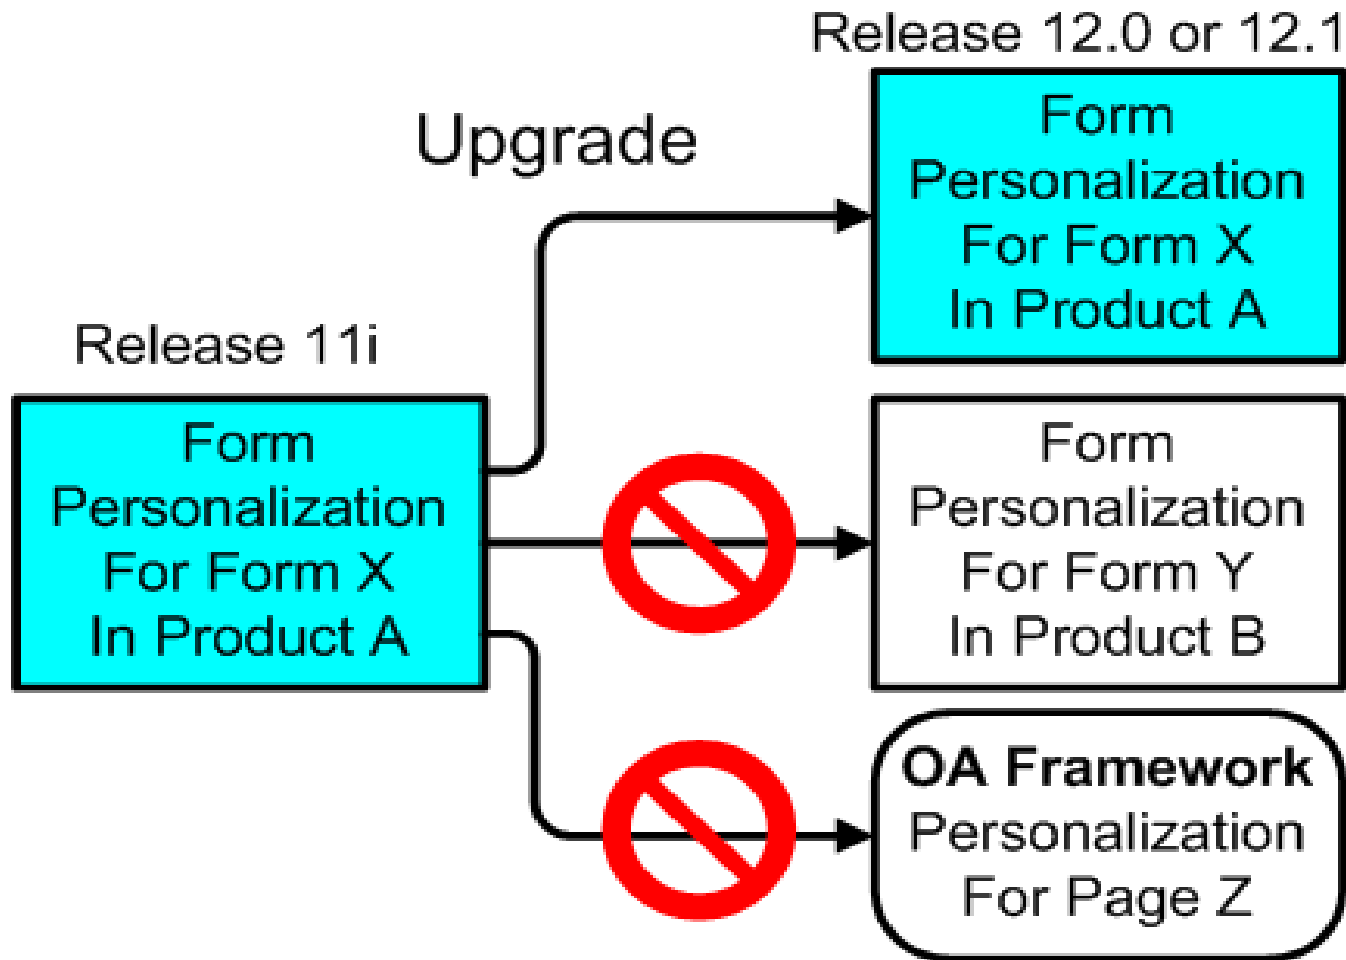 Release 12.0 or 12.1
Form
Personalization
For Form X
In Product A
Upgrade
Release 11i
Form
Personalization
For Form X
In Product A
Form
Personalization
For Form Y
In Product B
OA Framework
Personalization
For Page Z